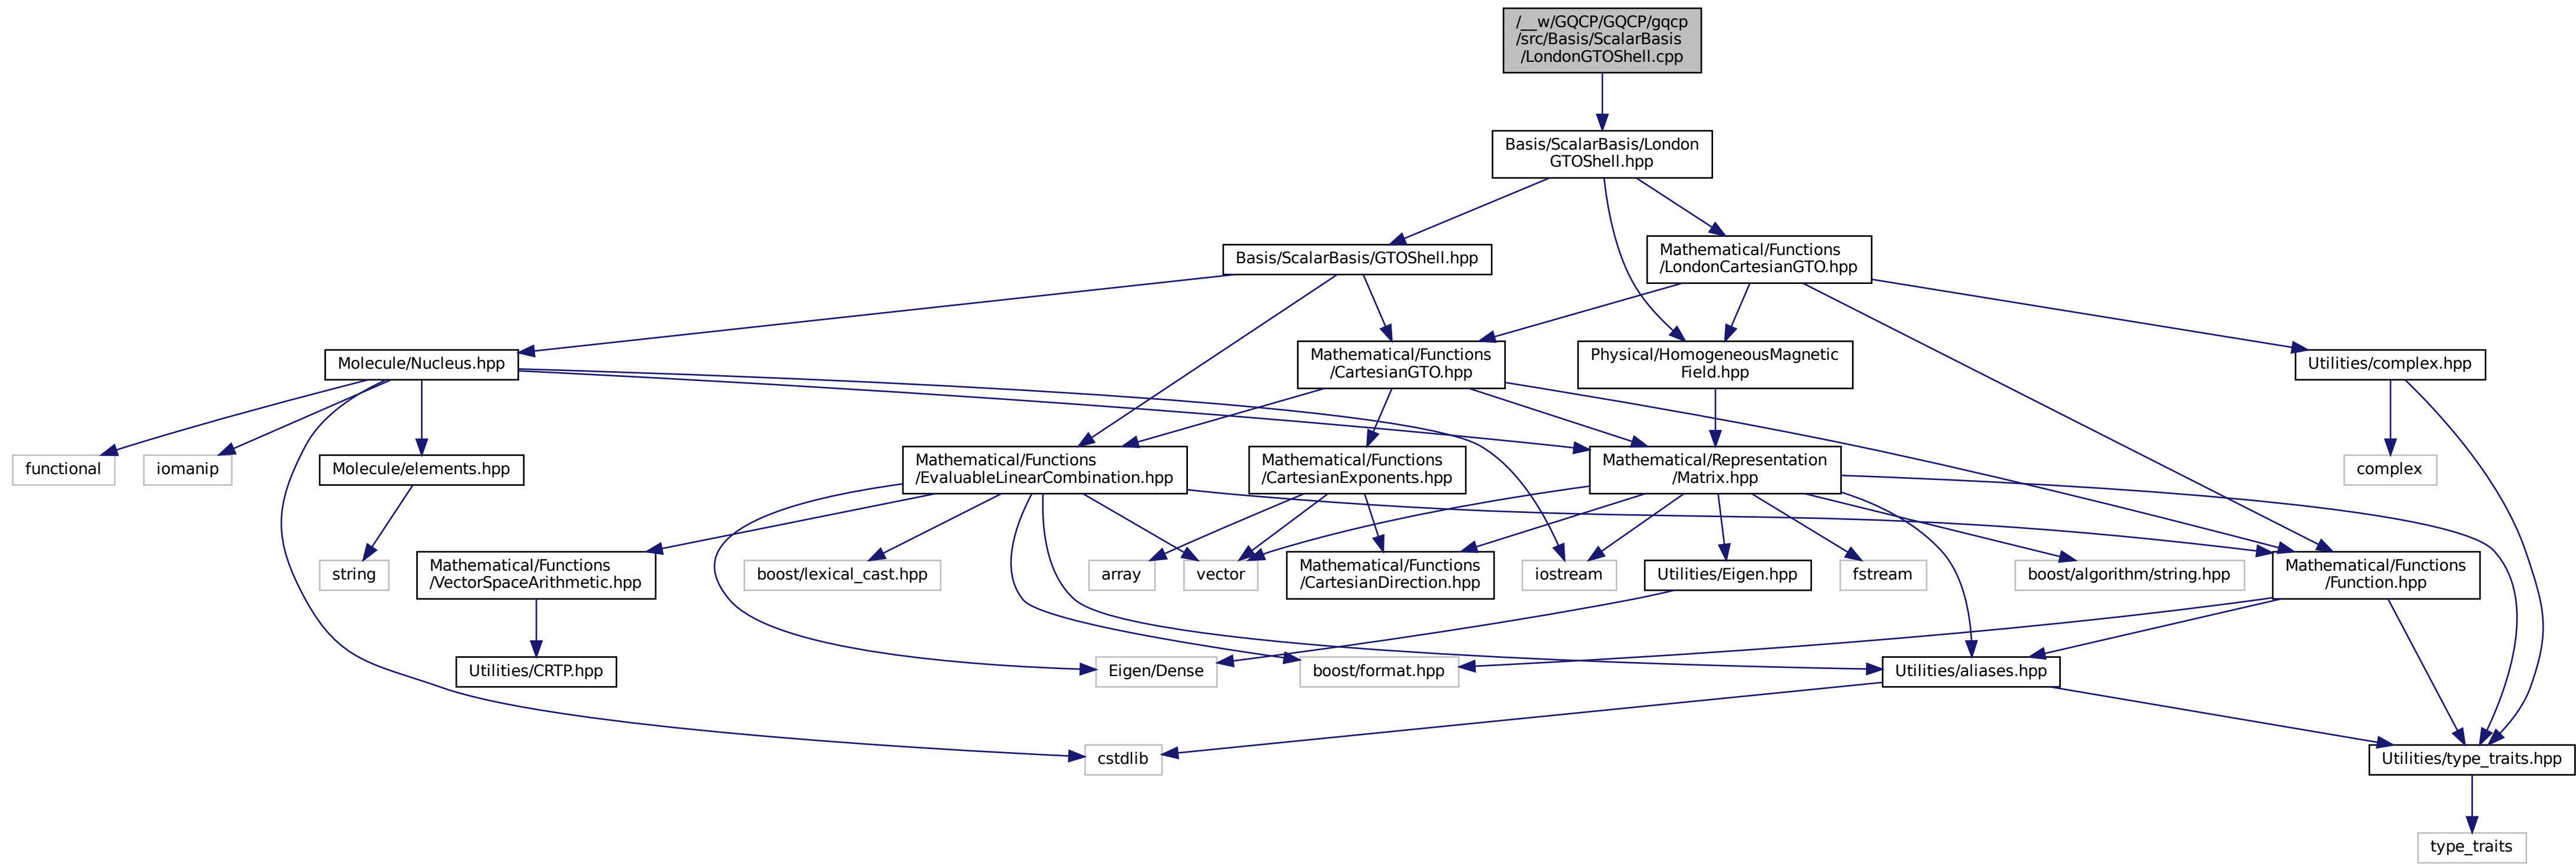 /__w/GQCP/GQCP/gqcp
/src/Basis/ScalarBasis
/LondonGTOShell.cpp
Basis/ScalarBasis/London
GTOShell.hpp
Basis/ScalarBasis/GTOShell.hpp
Mathematical/Functions
/LondonCartesianGTO.hpp
Molecule/Nucleus.hpp
Mathematical/Functions
/CartesianGTO.hpp
Physical/HomogeneousMagnetic
Field.hpp
Utilities/complex.hpp
functional
iomanip
Molecule/elements.hpp
Mathematical/Functions
/EvaluableLinearCombination.hpp
Mathematical/Functions
/CartesianExponents.hpp
Mathematical/Representation
/Matrix.hpp
complex
string
Mathematical/Functions
/VectorSpaceArithmetic.hpp
boost/lexical_cast.hpp
array
vector
Mathematical/Functions
/CartesianDirection.hpp
iostream
Utilities/Eigen.hpp
fstream
boost/algorithm/string.hpp
Mathematical/Functions
/Function.hpp
Utilities/CRTP.hpp
Eigen/Dense
boost/format.hpp
Utilities/aliases.hpp
cstdlib
Utilities/type_traits.hpp
type_traits